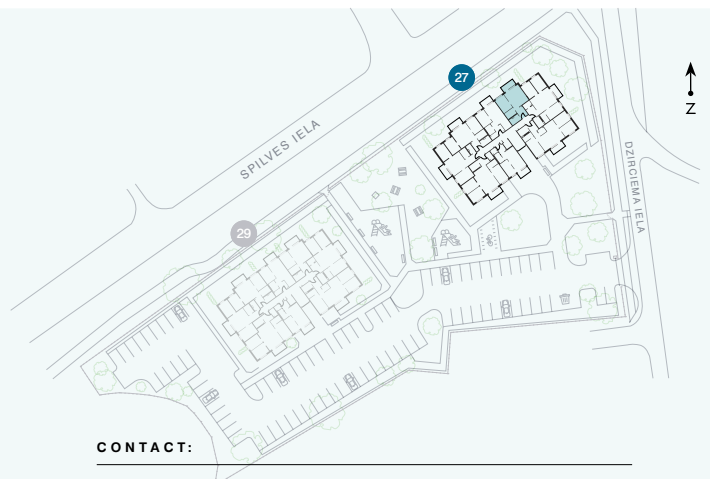 27
Z
SPILVES IELA
DZIRCIEMA IELA
29
CONTACT: